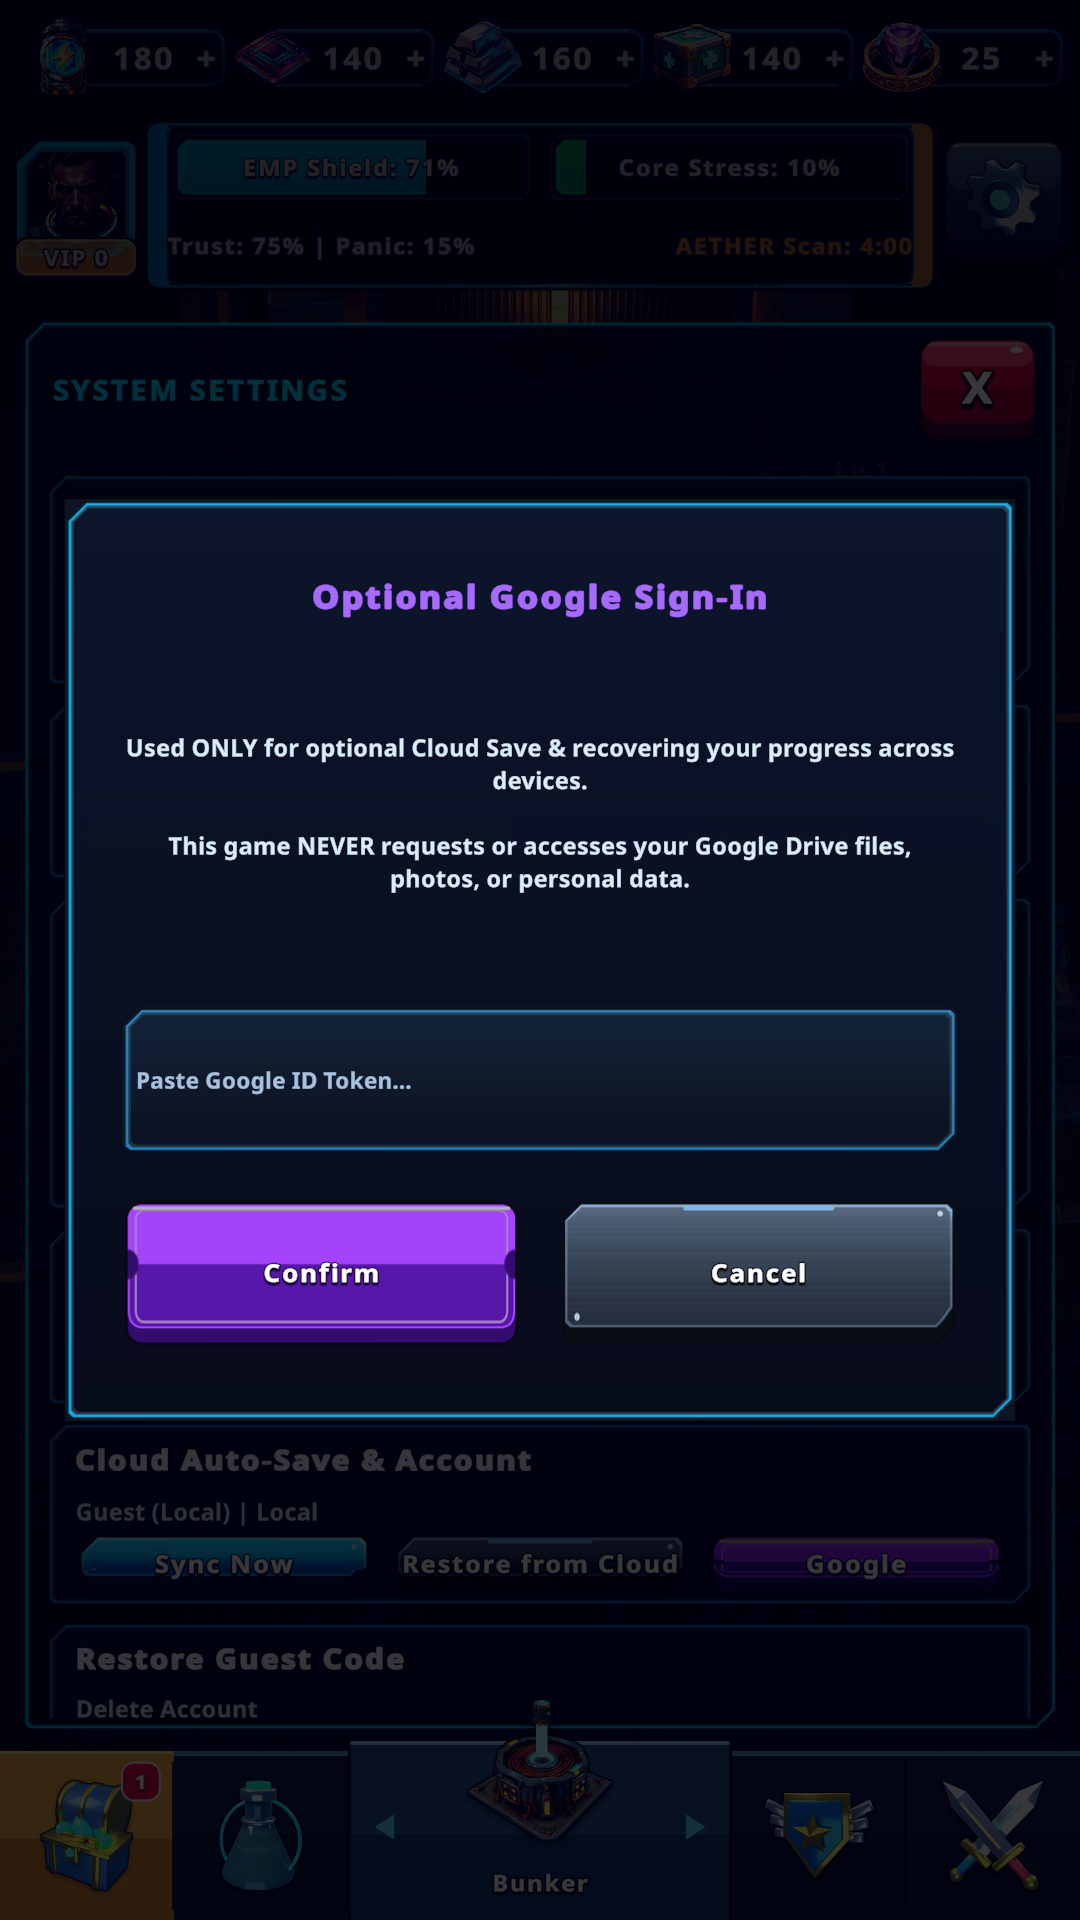 180 + 140 + 160 + 140 + 25 +
EMP Shield: 71% Core Stress: 10%
VIP 0 Trust: 75% | Panic: 15% AETHER Scan: 4:00
SYSTEM SETTINGS X
Lv 1
Optional Google Sign-In
Used ONLY for optional Cloud Save & recovering your progress across
devices.
This game NEVER requests or accesses your Google Drive files,
photos, or personal data.
Paste Google ID Token...
Confirm Cancel
Cloud Auto-Save & Account
Guest (Local) | Local
Sync Now Restore from Cloud Google
Restore Guest Code
Delete Account
1
Bunker